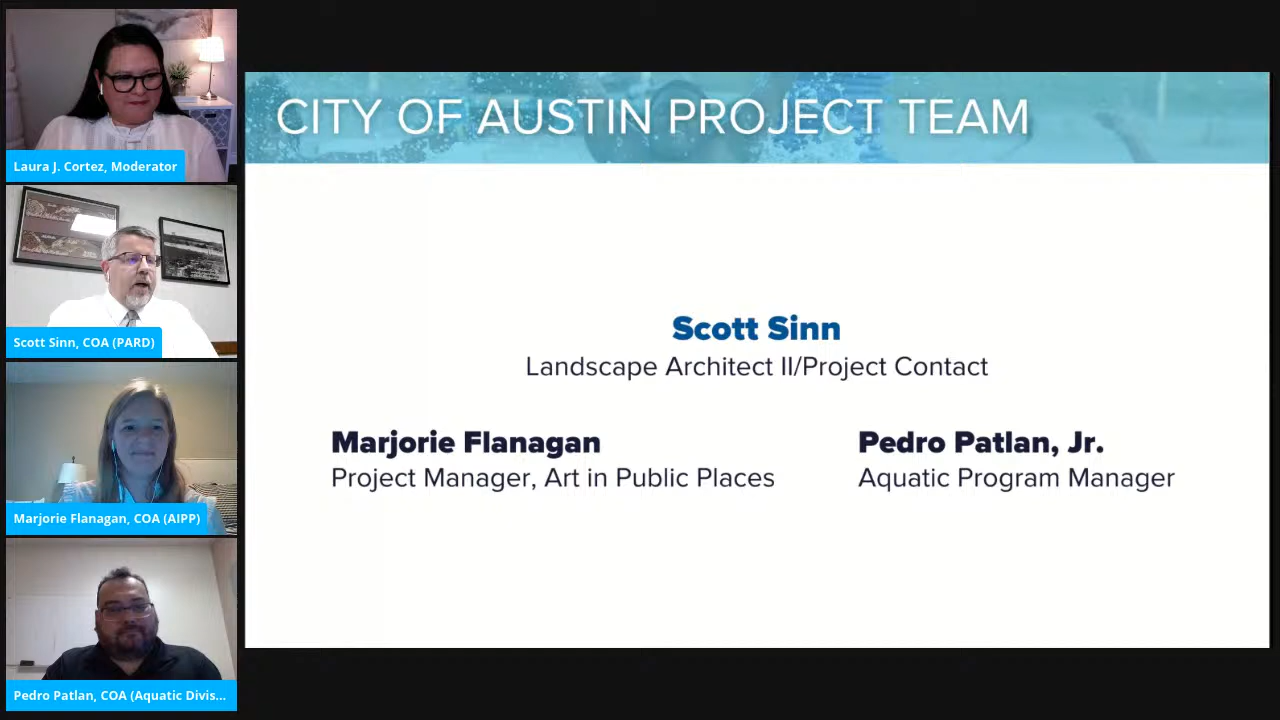 Laura J. Cortez, Moderator
Scott Sinn, COA (PARD)
Marjorie Flanagan, COA (AIPP)
Pedro Patlan, COA (Aquatic Divis...
CITY OF AUSTIN PROJECT TEAM
Scott Sinn
Landscape Architect II/Project Contact
Marjorie Flanagan
Project Manager, Art in Public Places
Pedro Patlan, Jr.
Aquatic Program Manager